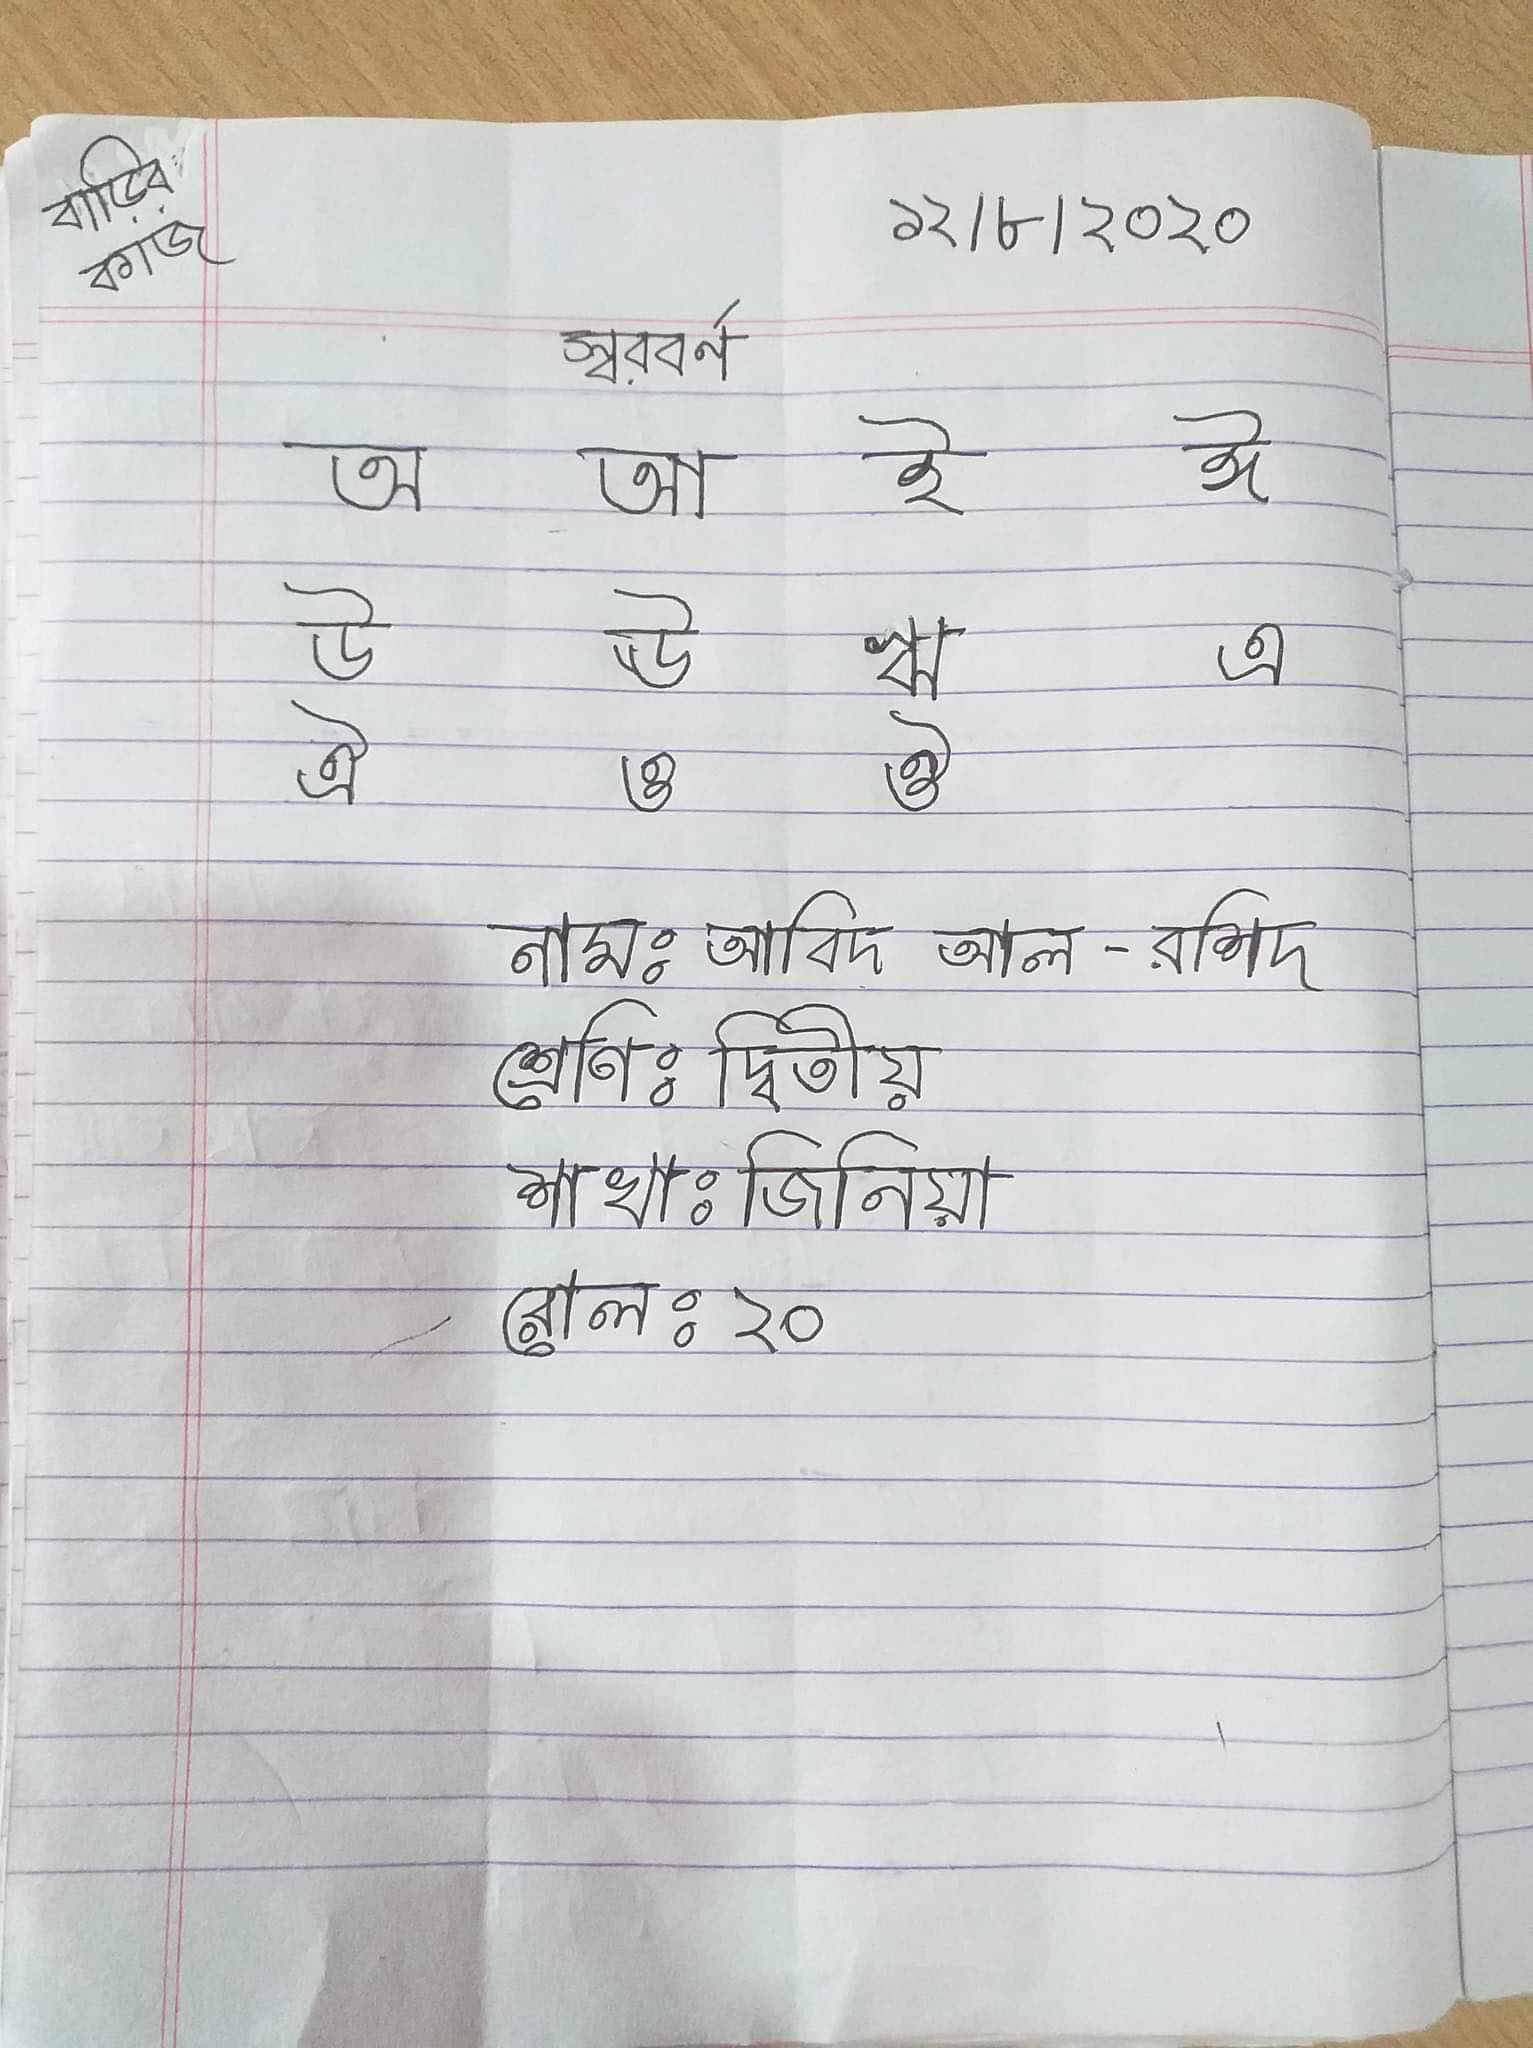 বাড়ির
কাজ
১২/৮/২০২০
স্বরবর্ন
অ আ ই ঈ
উ ঊ ঋ এ
ঐ ও ঔ
নামঃ আবিদ আল - রশিদ
শ্রেণিঃ দ্বিতীয়
শাখাঃ জিনিয়া
রোলঃ ২০